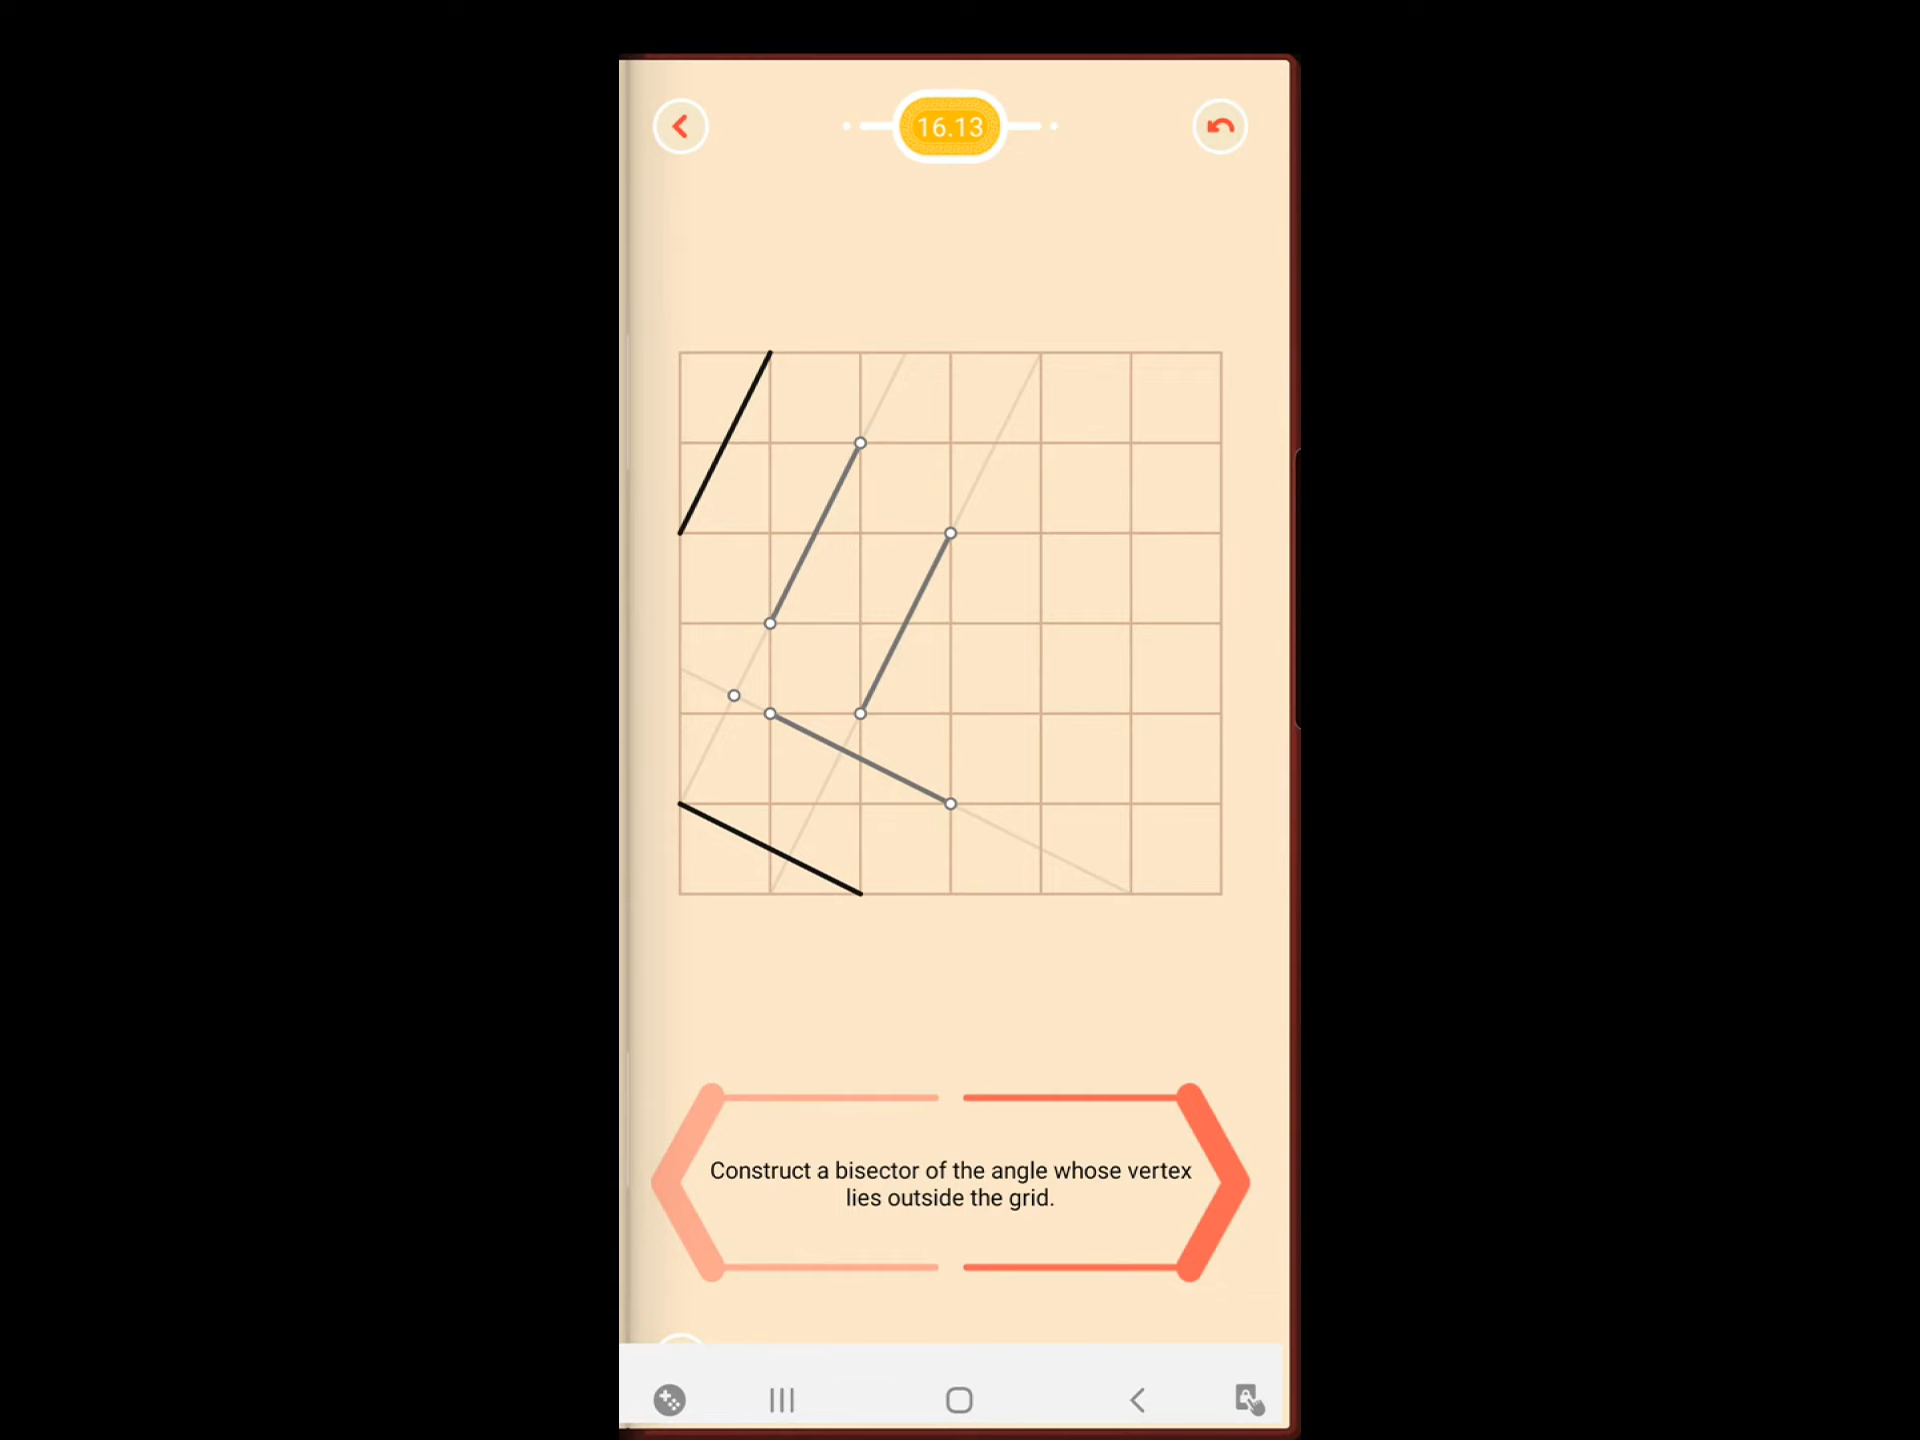 16.13
Construct a bisector of the angle whose vertex
lies outside the grid.